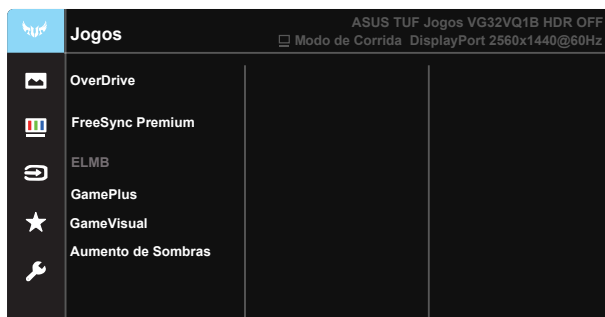 Jogos
ASUS TUF Jogos VG32VQ1B HDR OFF
Modo de Corrida DisplayPort 2560x1440@60Hz
OverDrive
FreeSync Premium
ELMB
GamePlus
GameVisual
Aumento de Sombras